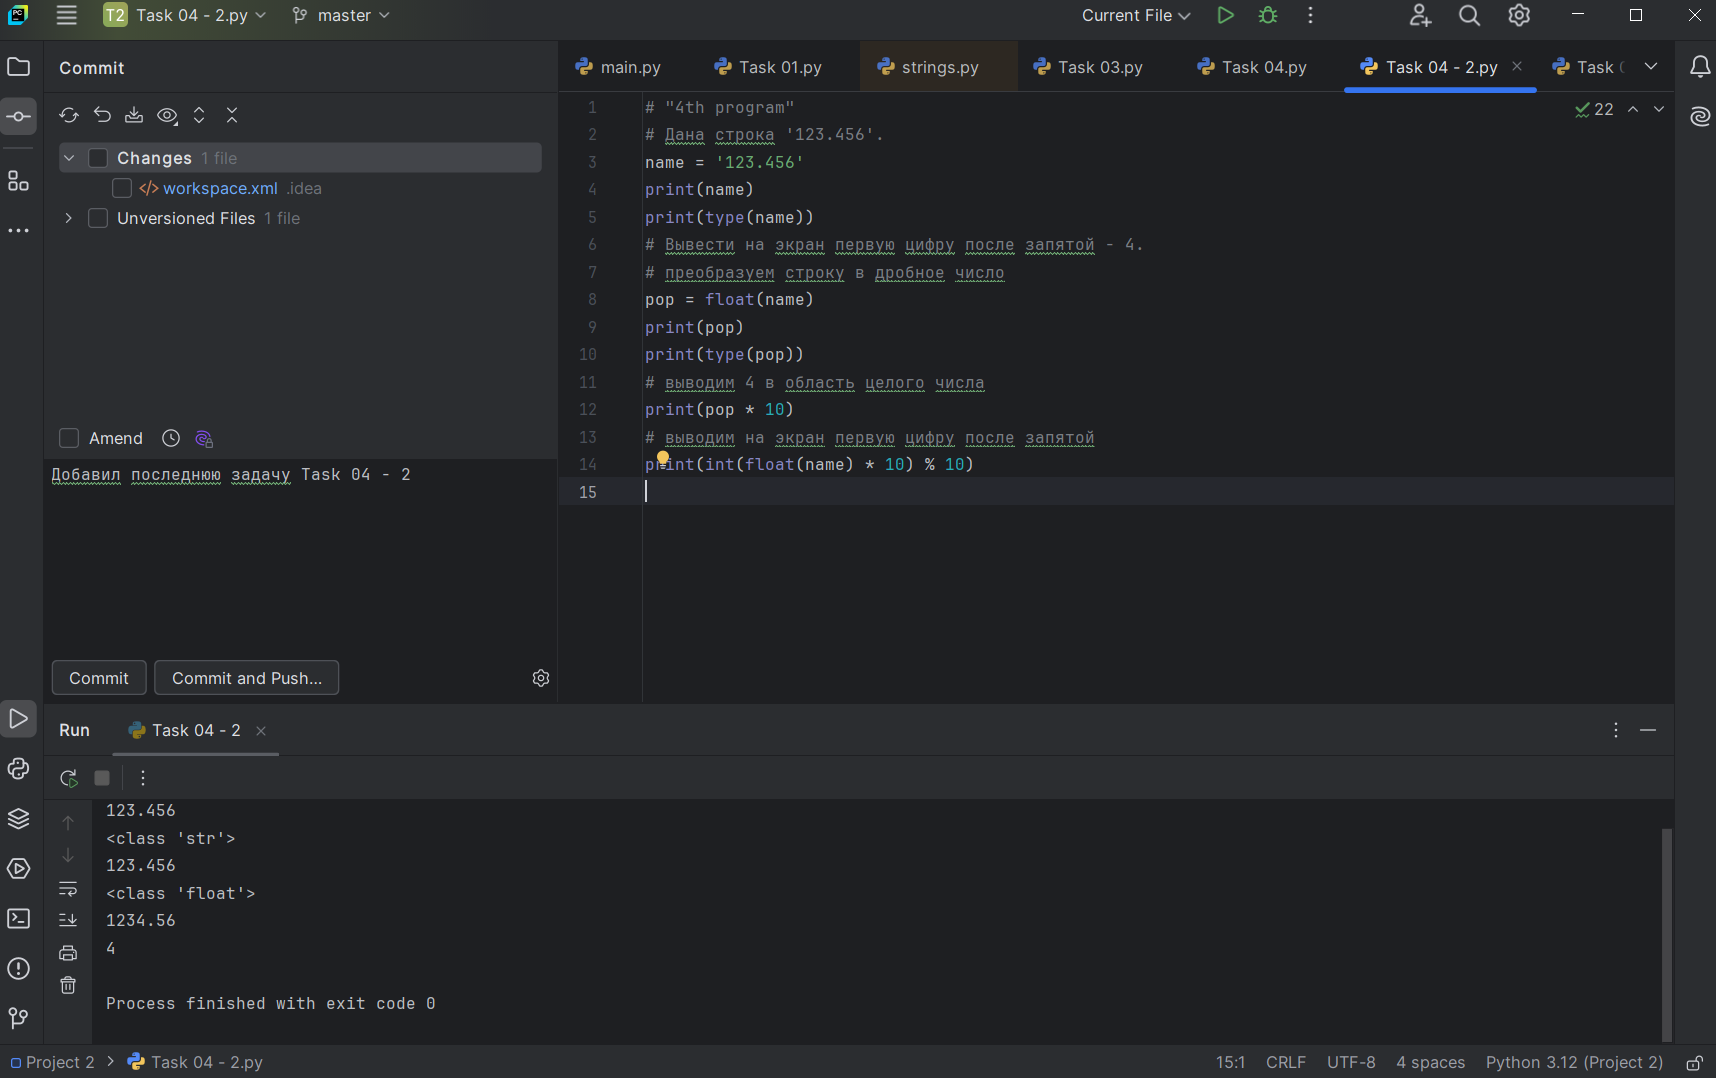 PC
T2 Task 04 - 2.py master Current File
Commit
main.py Task 01.py strings.py Task 03.py Task 04.py Task 04 - 2.py Task
Changes 1 file
workspace.xml .idea
Unversioned Files 1 file
Amend
Добавил последнюю задачу Task 04 - 2
Commit Commit and Push...
22
1 # "4th program"
2 # Дана строка '123.456'.
3 name = '123.456'
4 print(name)
5 print(type(name))
6 # Вывести на экран первую цифру после запятой - 4.
7 # преобразуем строку в дробное число
8 pop = float(name)
9 print(pop)
10 print(type(pop))
11 # выводим 4 в область целого числа
12 print(pop * 10)
13 # выводим на экран первую цифру после запятой
14 print(int(float(name) * 10) % 10)
15
Run Task 04 - 2
123.456
<class 'str'>
123.456
<class 'float'>
1234.56
4
Process finished with exit code 0
Project 2 > Task 04 - 2.py 15:1 CRLF UTF-8 4 spaces Python 3.12 (Project 2)